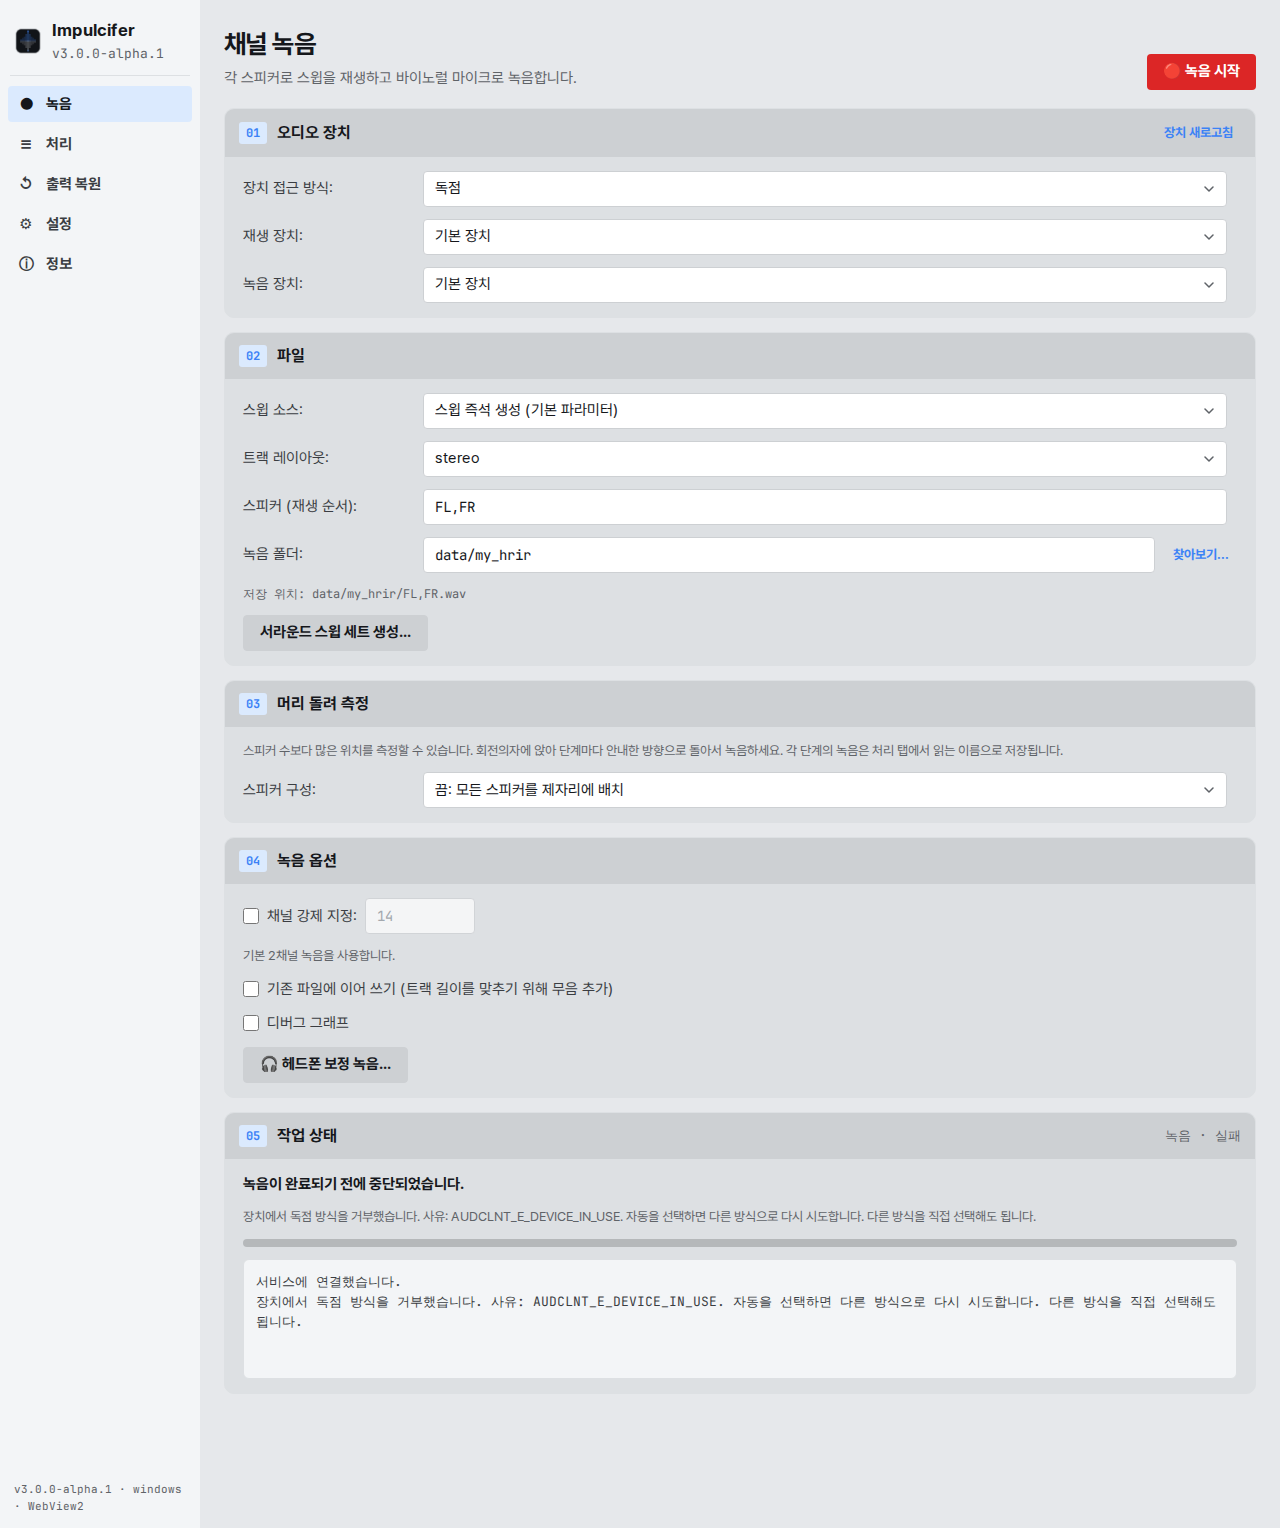 Impulcifer
v3.0.0-alpha.1
녹음
처리
출력 복원
설정
정보
v3.0.0-alpha.1 · windows
· WebView2
채널 녹음
각 스피커로 스윕을 재생하고 바이노럴 마이크로 녹음합니다.
녹음 시작
01 오디오 장치
장치 새로고침
장치 접근 방식: 독점
재생 장치: 기본 장치
녹음 장치: 기본 장치
02 파일
스윕 소스: 스윕 즉석 생성 (기본 파라미터)
트랙 레이아웃: stereo
스피커 (재생 순서): FL,FR
녹음 폴더: data/my_hrir 찾아보기...
저장 위치: data/my_hrir/FL,FR.wav
서라운드 스윕 세트 생성...
03 머리 돌려 측정
스피커 수보다 많은 위치를 측정할 수 있습니다. 회전의자에 앉아 단계마다 안내한 방향으로 돌아서 녹음하세요. 각 단계의 녹음은 처리 탭에서 읽는 이름으로 저장됩니다.
스피커 구성: 끔: 모든 스피커를 제자리에 배치
04 녹음 옵션
채널 강제 지정: 14
기본 2채널 녹음을 사용합니다.
기존 파일에 이어 쓰기 (트랙 길이를 맞추기 위해 무음 추가)
디버그 그래프
헤드폰 보정 녹음...
05 작업 상태
녹음 · 실패
녹음이 완료되기 전에 중단되었습니다.
장치에서 독점 방식을 거부했습니다. 사유: AUDCLNT_E_DEVICE_IN_USE. 자동을 선택하면 다른 방식으로 다시 시도합니다. 다른 방식을 직접 선택해도 됩니다.
서비스에 연결했습니다.
장치에서 독점 방식을 거부했습니다. 사유: AUDCLNT_E_DEVICE_IN_USE. 자동을 선택하면 다른 방식으로 다시 시도합니다. 다른 방식을 직접 선택해도
됩니다.